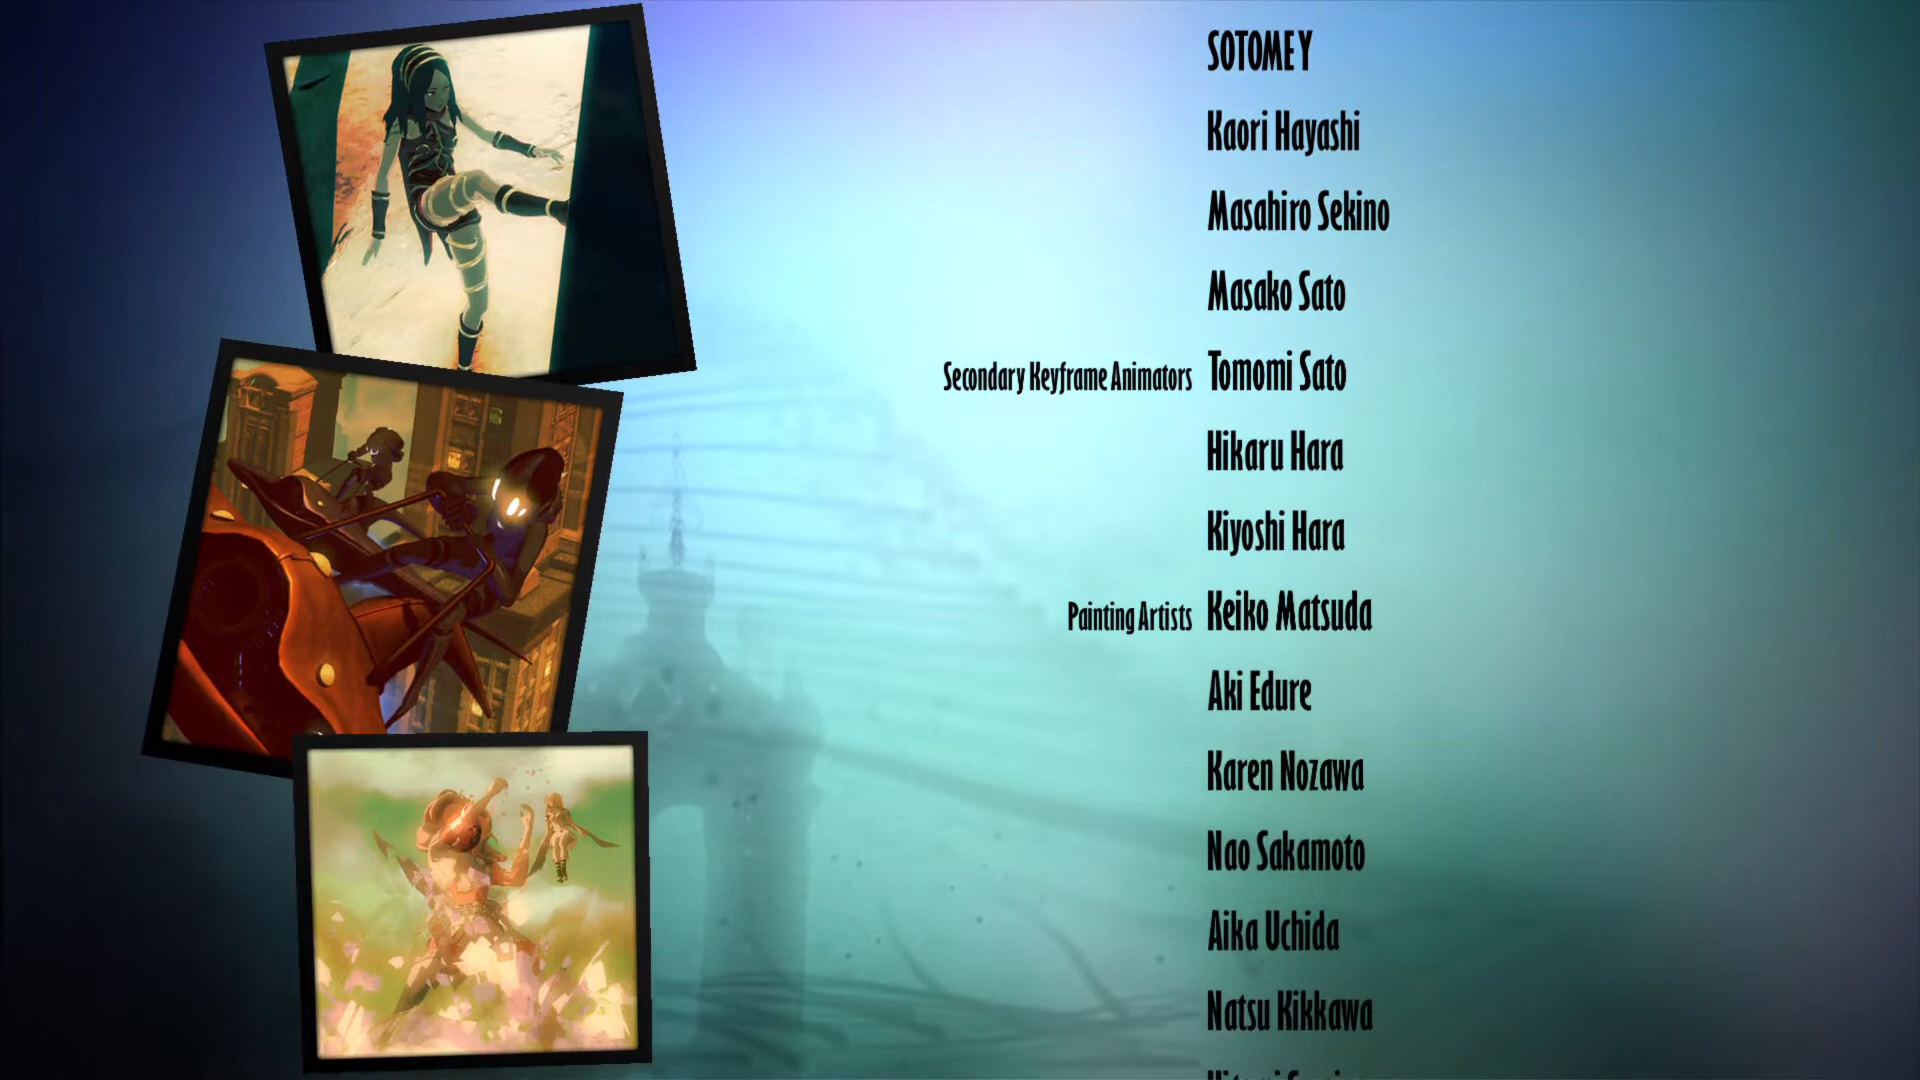 SOTOMEY
Kaori Hayashi
Masahiro Sekino
Masako Sato
Secondary Keyframe Animators Tomomi Sato
Hikaru Hara
Kiyoshi Hara
Painting Artists Keiko Matsuda
Aki Edure
Karen Nozawa
Nao Sakamoto
Aika Uchida
Natsu Kikkawa